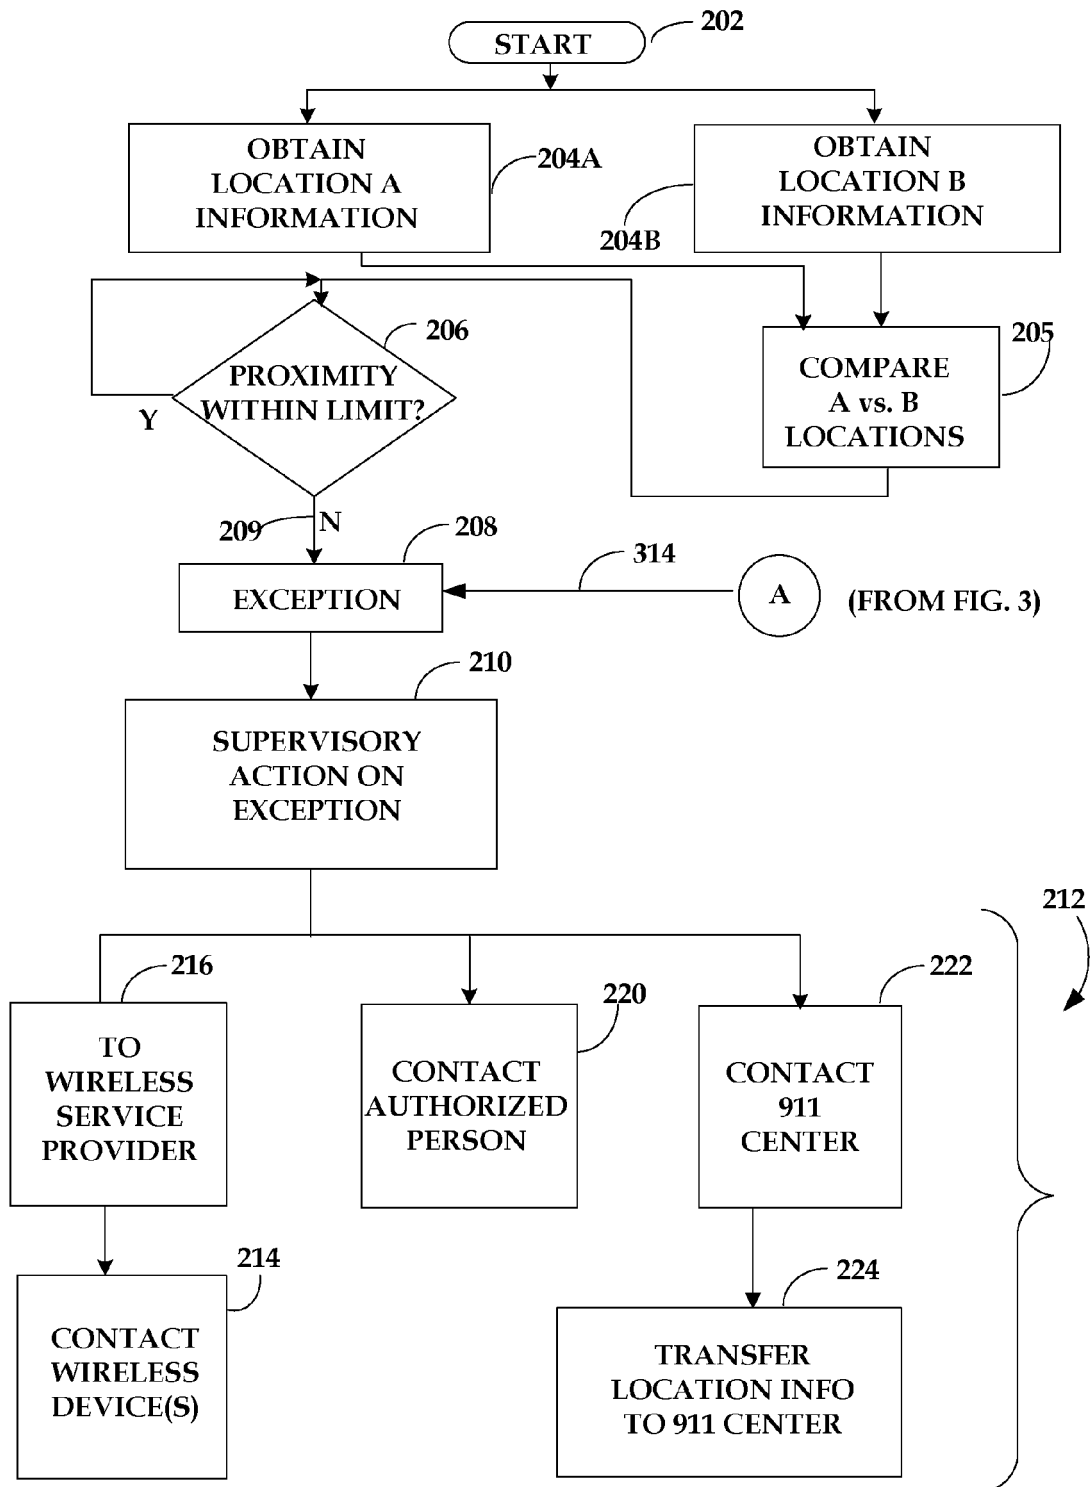 START
202
OBTAIN
LOCATION A
INFORMATION
204A
OBTAIN
LOCATION B
INFORMATION
204B
206
PROXIMITY
WITHIN LIMIT?
Y
205
COMPARE
A vs. B
LOCATIONS
209
N
208
EXCEPTION
314
A
(FROM FIG. 3)
210
SUPERVISORY
ACTION ON
EXCEPTION
212
216
TO
WIRELESS
SERVICE
PROVIDER
220
CONTACT
AUTHORIZED
PERSON
222
CONTACT
911
CENTER
214
CONTACT
WIRELESS
DEVICE(S)
224
TRANSFER
LOCATION INFO
TO 911 CENTER